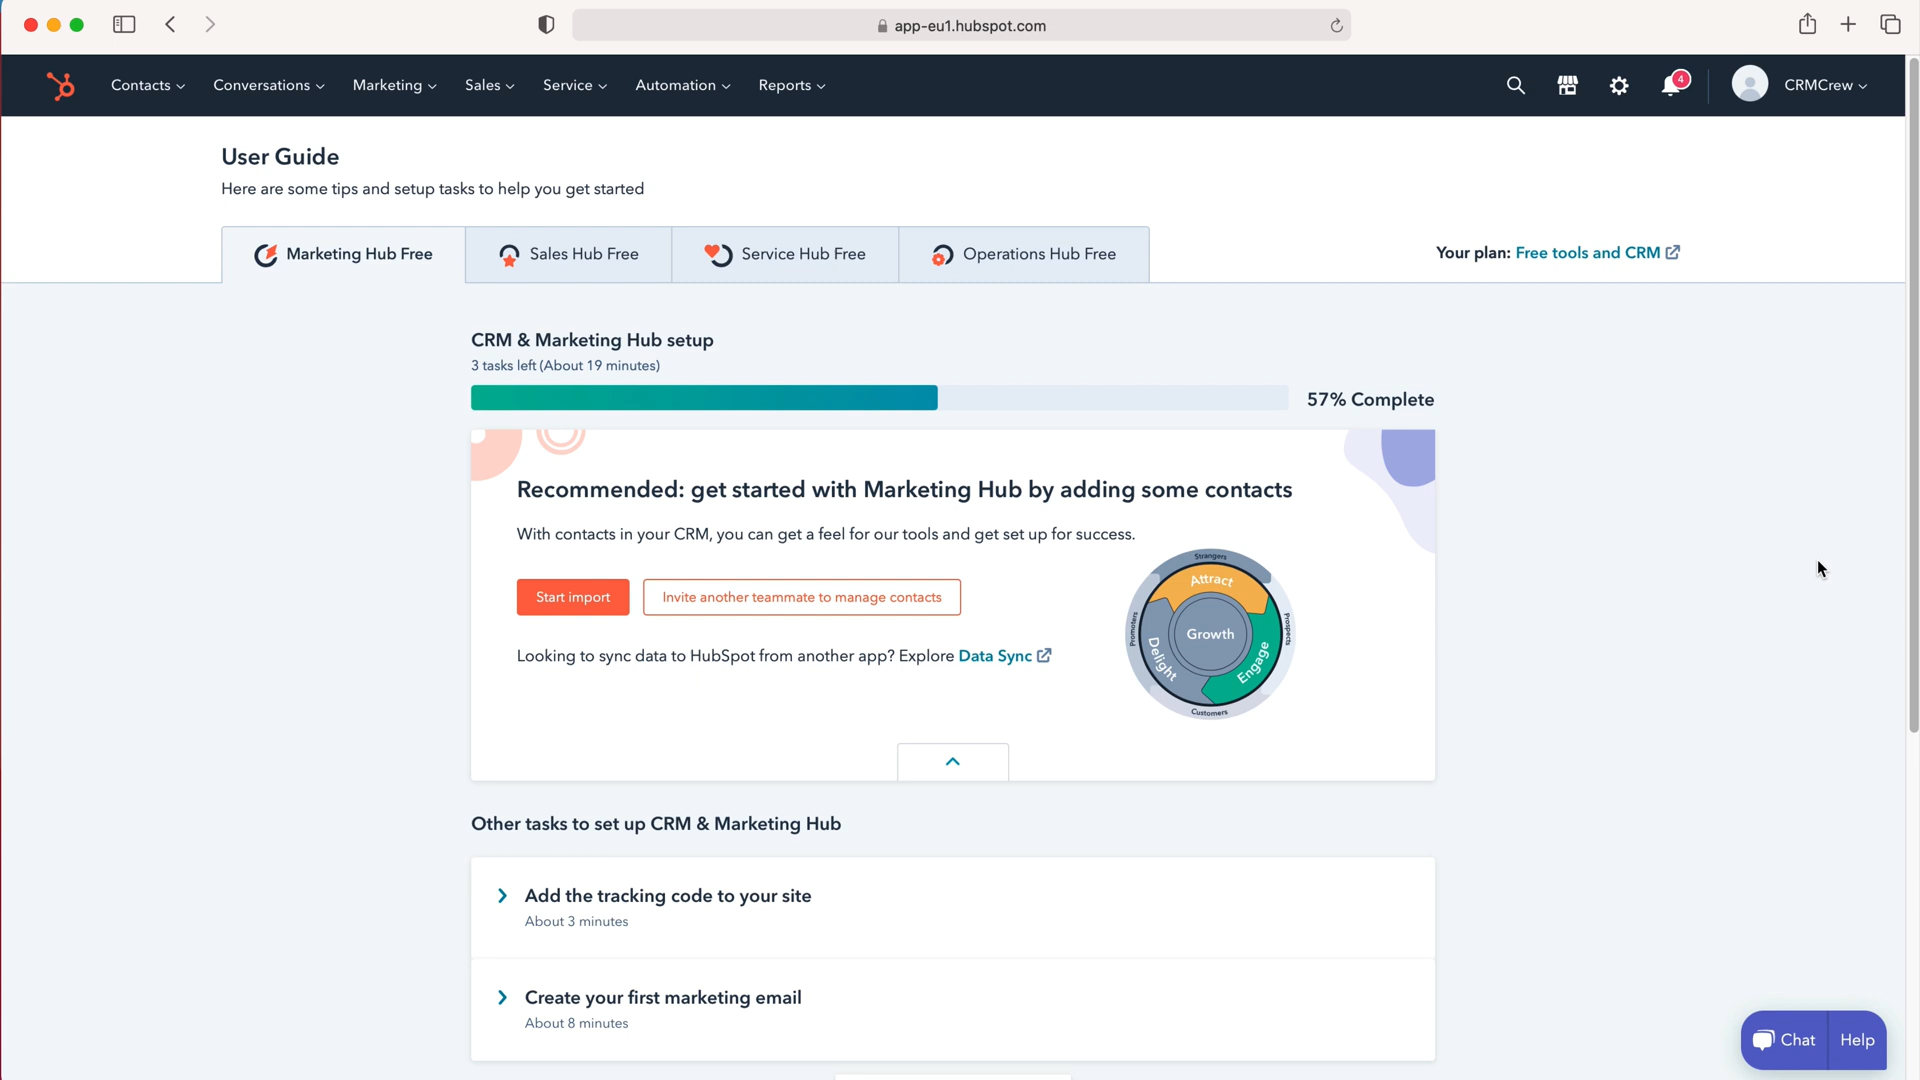 app-eu1.hubspot.com
Contacts Conversations Marketing Sales Service Automation Reports 4 CRMCrew
User Guide
Here are some tips and setup tasks to help you get started
Marketing Hub Free Sales Hub Free Service Hub Free Operations Hub Free Your plan: Free tools and CRM
CRM & Marketing Hub setup
3 tasks left (About 19 minutes)
57% Complete
Recommended: get started with Marketing Hub by adding some contacts
With contacts in your CRM, you can get a feel for our tools and get set up for success.
Start import Invite another teammate to manage contacts
Looking to sync data to HubSpot from another app? Explore Data Sync
Strangers
Attract
Promoters
Prospects
Growth
Delight
Engage
Customers
Other tasks to set up CRM & Marketing Hub
Add the tracking code to your site
About 3 minutes
Create your first marketing email
About 8 minutes
Chat Help